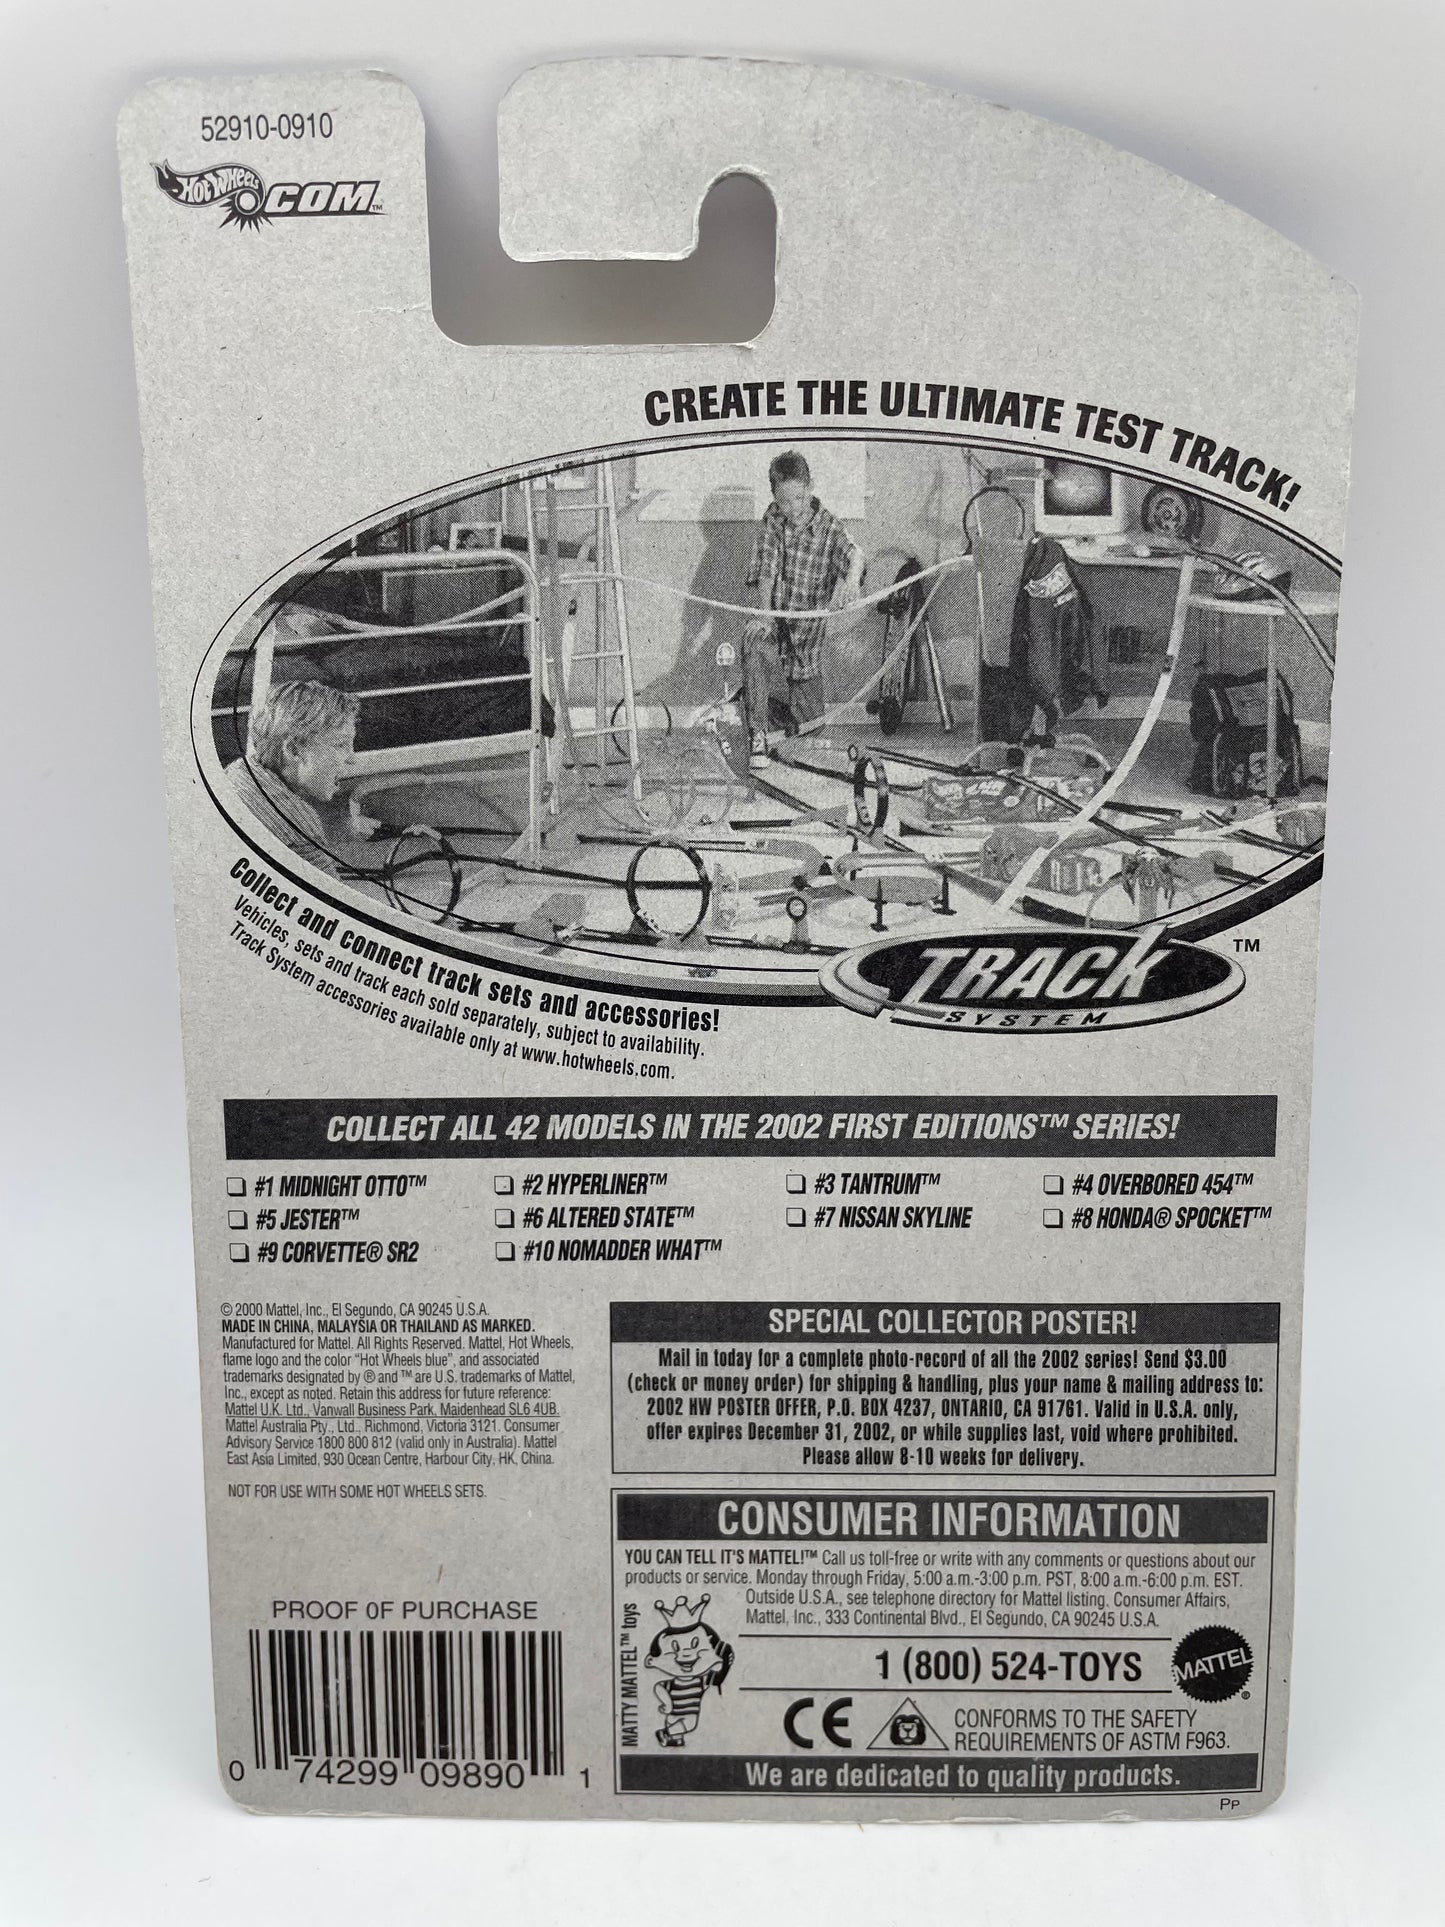 52910-0910
HOT WHEELS .COM™
CREATE THE ULTIMATE TEST TRACK!
Collect and connect track sets and accessories!
Vehicles, sets and track each sold separately, subject to availability.
Track System accessories available only at www.hotwheels.com.
TRACK ™
SYSTEM
COLLECT ALL 42 MODELS IN THE 2002 FIRST EDITIONS™ SERIES!
#1 MIDNIGHT OTTO™ #2 HYPERLINER™ #3 TANTRUM™ #4 OVERBORED 454™
#5 JESTER™ #6 ALTERED STATE™ #7 NISSAN SKYLINE #8 HONDA® SPOCKET™
#9 CORVETTE® SR2 #10 NOMADDER WHAT™
© 2000 Mattel, Inc., El Segundo, CA 90245 U.S.A.
MADE IN CHINA, MALAYSIA OR THAILAND AS MARKED.
Manufactured for Mattel. All Rights Reserved. Mattel, Hot Wheels,
flame logo and the color "Hot Wheels blue", and associated
trademarks designated by ® and ™ are U.S. trademarks of Mattel,
Inc., except as noted. Retain this address for future reference:
Mattel U.K. Ltd., Vanwall Business Park, Maidenhead SL6 4UB.
Mattel Australia Pty., Ltd., Richmond, Victoria 3121. Consumer
Advisory Service 1800 800 812 (valid only in Australia). Mattel
East Asia Limited, 930 Ocean Centre, Harbour City, HK, China.
NOT FOR USE WITH SOME HOT WHEELS SETS.
PROOF OF PURCHASE
0 74299 09890 1
SPECIAL COLLECTOR POSTER!
Mail in today for a complete photo-record of all the 2002 series! Send $3.00
(check or money order) for shipping & handling, plus your name & mailing address to:
2002 HW POSTER OFFER, P.O. BOX 4237, ONTARIO, CA 91761. Valid in U.S.A. only,
offer expires December 31, 2002, or while supplies last, void where prohibited.
Please allow 8-10 weeks for delivery.
CONSUMER INFORMATION
YOU CAN TELL IT'S MATTEL!™ Call us toll-free or write with any comments or questions about our
products or service. Monday through Friday, 5:00 a.m.-3:00 p.m. PST, 8:00 a.m.-6:00 p.m. EST.
Outside U.S.A., see telephone directory for Mattel listing. Consumer Affairs,
Mattel, Inc., 333 Continental Blvd., El Segundo, CA 90245 U.S.A.
MATTY MATTEL™ toys
1 (800) 524-TOYS
MATTEL ®
CE
CONFORMS TO THE SAFETY
REQUIREMENTS OF ASTM F963.
We are dedicated to quality products.
PP